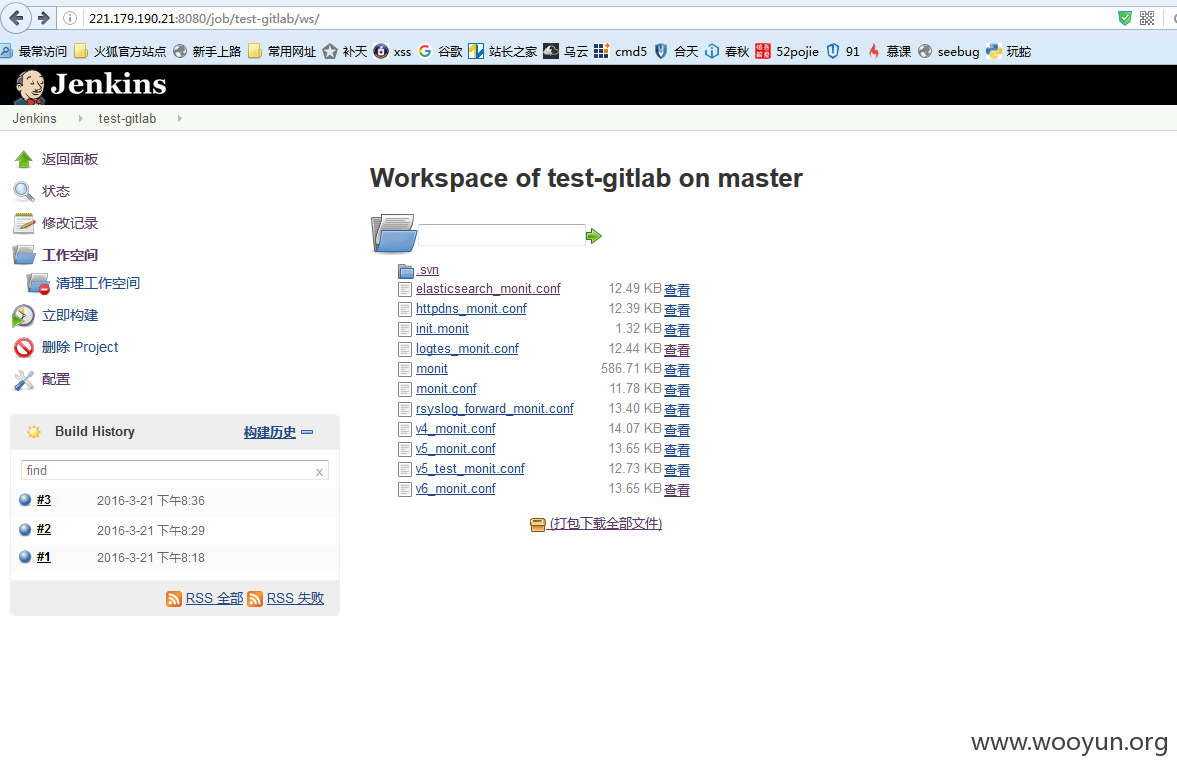 221.179.190.21:8080/job/test-gitlab/ws/
最常访问 火狐官方站点 新手上路 常用网址 补天 xss 谷歌 站长之家 乌云 cmd5 合天 春秋 52pojie 91 慕课 seebug 玩蛇
Jenkins
Jenkins test-gitlab
返回面板
状态
修改记录
工作空间
清理工作空间
立即构建
删除 Project
配置
Build History 构建历史
find x
#3 2016-3-21 下午8:36
#2 2016-3-21 下午8:29
#1 2016-3-21 下午8:18
RSS 全部 RSS 失败
Workspace of test-gitlab on master
.svn
elasticsearch_monit.conf 12.49 KB 查看
httpdns_monit.conf 12.39 KB 查看
init.monit 1.32 KB 查看
logtes_monit.conf 12.44 KB 查看
monit 586.71 KB 查看
monit.conf 11.78 KB 查看
rsyslog_forward_monit.conf 13.40 KB 查看
v4_monit.conf 14.07 KB 查看
v5_monit.conf 13.65 KB 查看
v5_test_monit.conf 12.73 KB 查看
v6_monit.conf 13.65 KB 查看
(打包下载全部文件)
www.wooyun.org